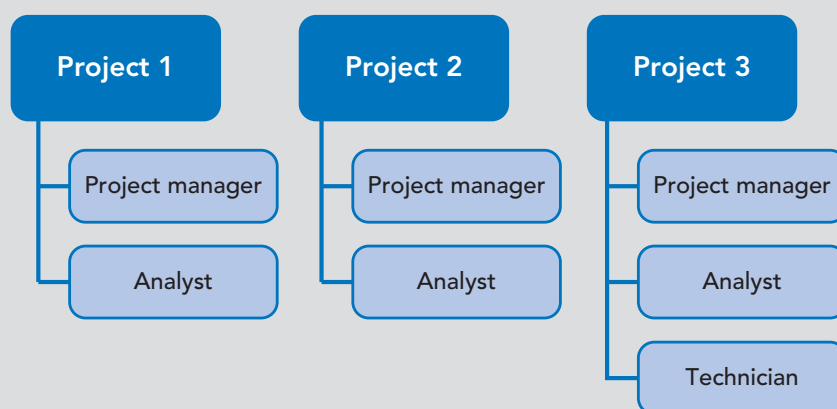 Project 1
Project 2
Project 3
Project manager
Project manager
Project manager
Analyst
Analyst
Analyst
Technician